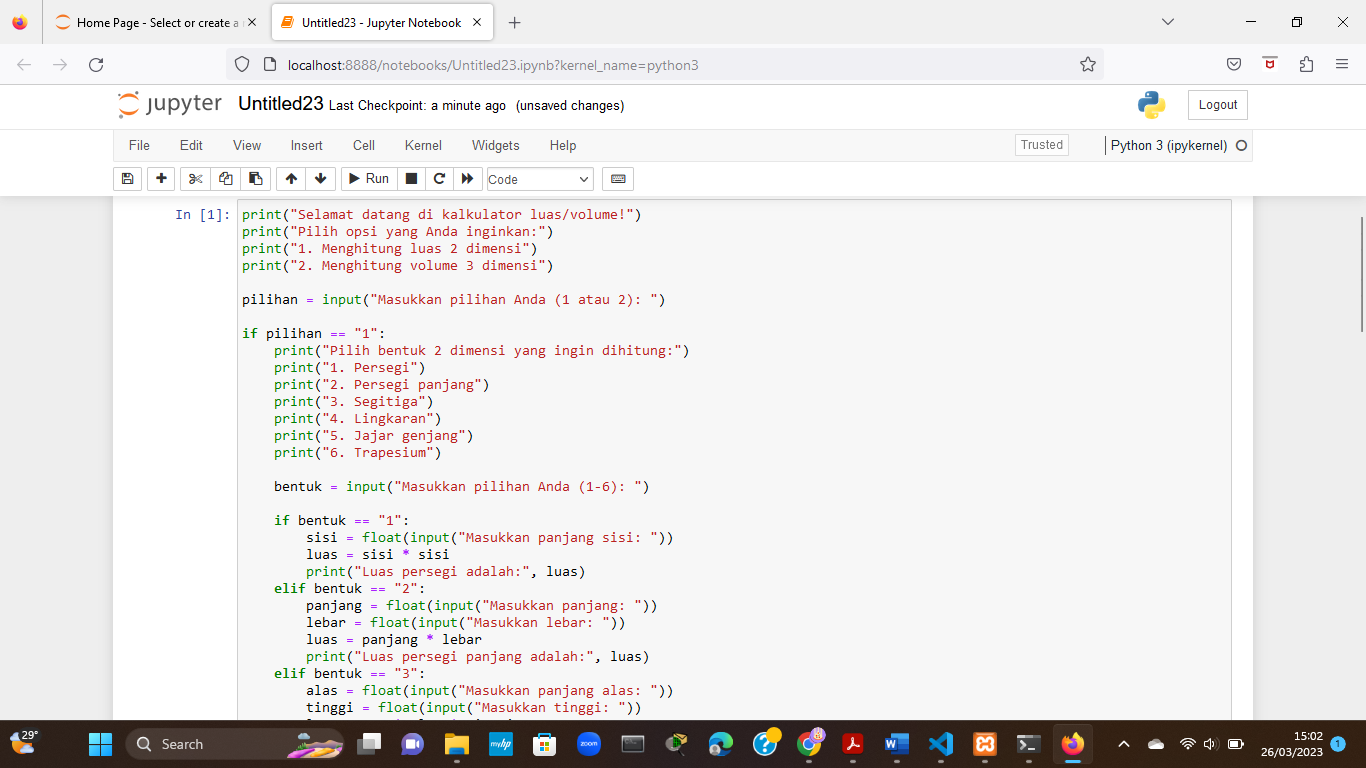 Home Page - Select or create a
Untitled23 - Jupyter Notebook
localhost:8888/notebooks/Untitled23.ipynb?kernel_name=python3
jupyter Untitled23 Last Checkpoint: a minute ago (unsaved changes)
Logout
File Edit View Insert Cell Kernel Widgets Help
Trusted
Python 3 (ipykernel)
Run
Code
In [1]:
print("Selamat datang di kalkulator luas/volume!")
print("Pilih opsi yang Anda inginkan:")
print("1. Menghitung luas 2 dimensi")
print("2. Menghitung volume 3 dimensi")
pilihan = input("Masukkan pilihan Anda (1 atau 2): ")
if pilihan == "1":
    print("Pilih bentuk 2 dimensi yang ingin dihitung:")
    print("1. Persegi")
    print("2. Persegi panjang")
    print("3. Segitiga")
    print("4. Lingkaran")
    print("5. Jajar genjang")
    print("6. Trapesium")
    bentuk = input("Masukkan pilihan Anda (1-6): ")
    if bentuk == "1":
        sisi = float(input("Masukkan panjang sisi: "))
        luas = sisi * sisi
        print("Luas persegi adalah:", luas)
    elif bentuk == "2":
        panjang = float(input("Masukkan panjang: "))
        lebar = float(input("Masukkan lebar: "))
        luas = panjang * lebar
        print("Luas persegi panjang adalah:", luas)
    elif bentuk == "3":
        alas = float(input("Masukkan panjang alas: "))
        tinggi = float(input("Masukkan tinggi: "))
29°
Search
myhp
zoom
15:02
26/03/2023
1